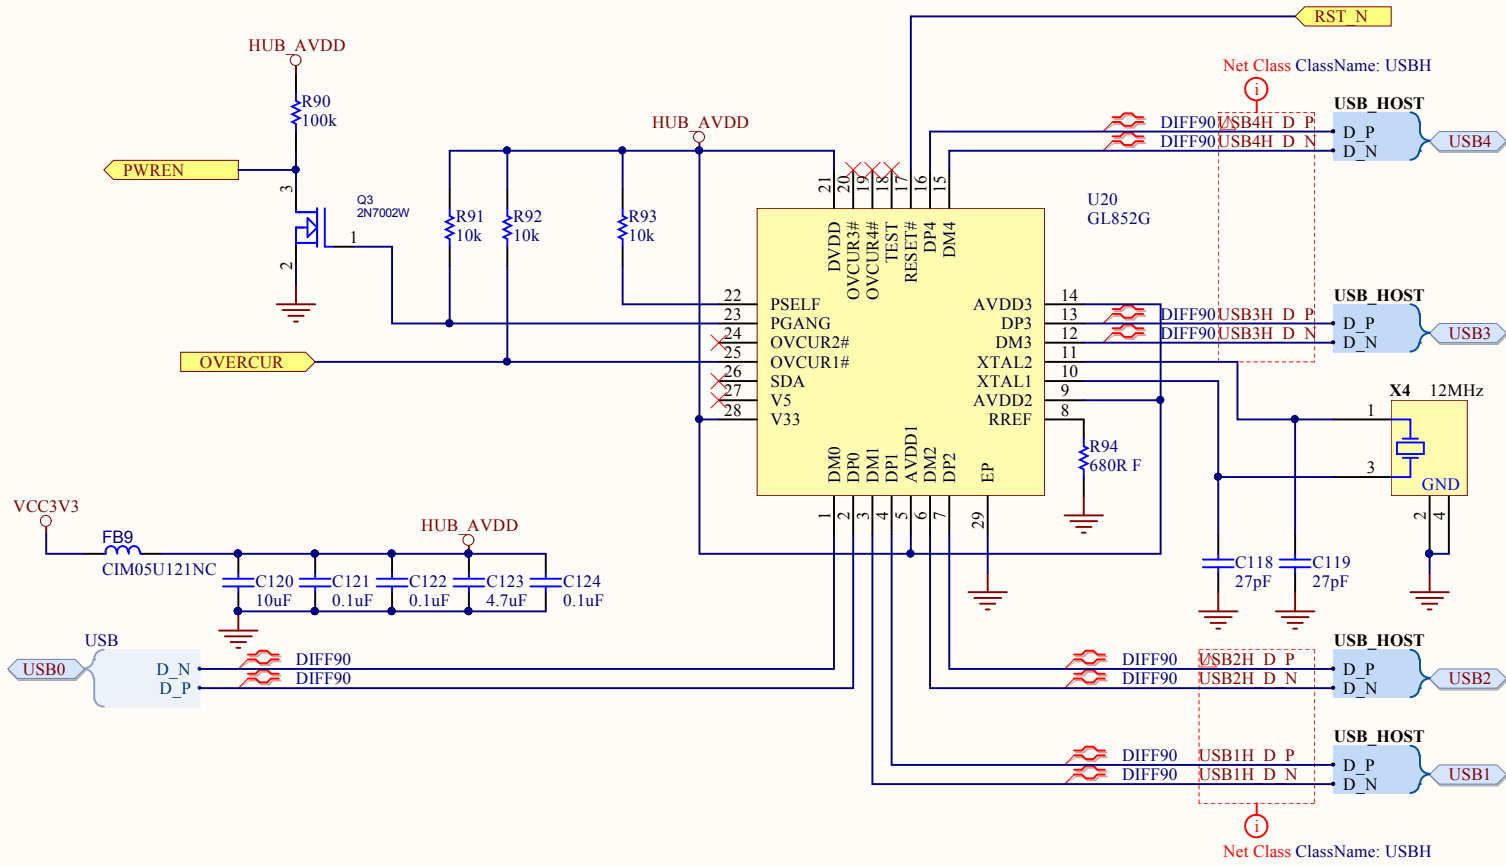 RST_N
HUB_AVDD
Net Class ClassName: USBH
i
R90
100k
USB_HOST
HUB_AVDD
DIFF90 USB4H_D_P
D_P
DIFF90 USB4H_D_N
D_N
USB4
PWREN
3
Q3
2N7002W
1
2
R91
10k
R92
10k
R93
10k
21
20
19
18
17
16
15
U20
GL852G
DVDD
OVCUR3#
OVCUR4#
TEST
RESET#
DP4
DM4
22 PSELF
23 PGANG
24 OVCUR2#
25 OVCUR1#
26 SDA
27 V5
28 V33
AVDD3 14
DP3 13
DM3 12
XTAL2 11
XTAL1 10
AVDD2 9
RREF 8
USB_HOST
DIFF90 USB3H_D_P
D_P
DIFF90 USB3H_D_N
D_N
USB3
OVERCUR
X4 12MHz
1
3
GND
2
4
R94
680R F
DM0
DP0
DM1
DP1
AVDD1
DM2
DP2
EP
1
2
3
4
5
6
7
29
VCC3V3
FB9
CIM05U121NC
HUB_AVDD
C120
10uF
C121
0.1uF
C122
0.1uF
C123
4.7uF
C124
0.1uF
C118
27pF
C119
27pF
USB
USB0
D_N
DIFF90
D_P
DIFF90
USB_HOST
DIFF90 USB2H_D_P
D_P
DIFF90 USB2H_D_N
D_N
USB2
USB_HOST
DIFF90 USB1H_D_P
D_P
DIFF90 USB1H_D_N
D_N
USB1
i
Net Class ClassName: USBH